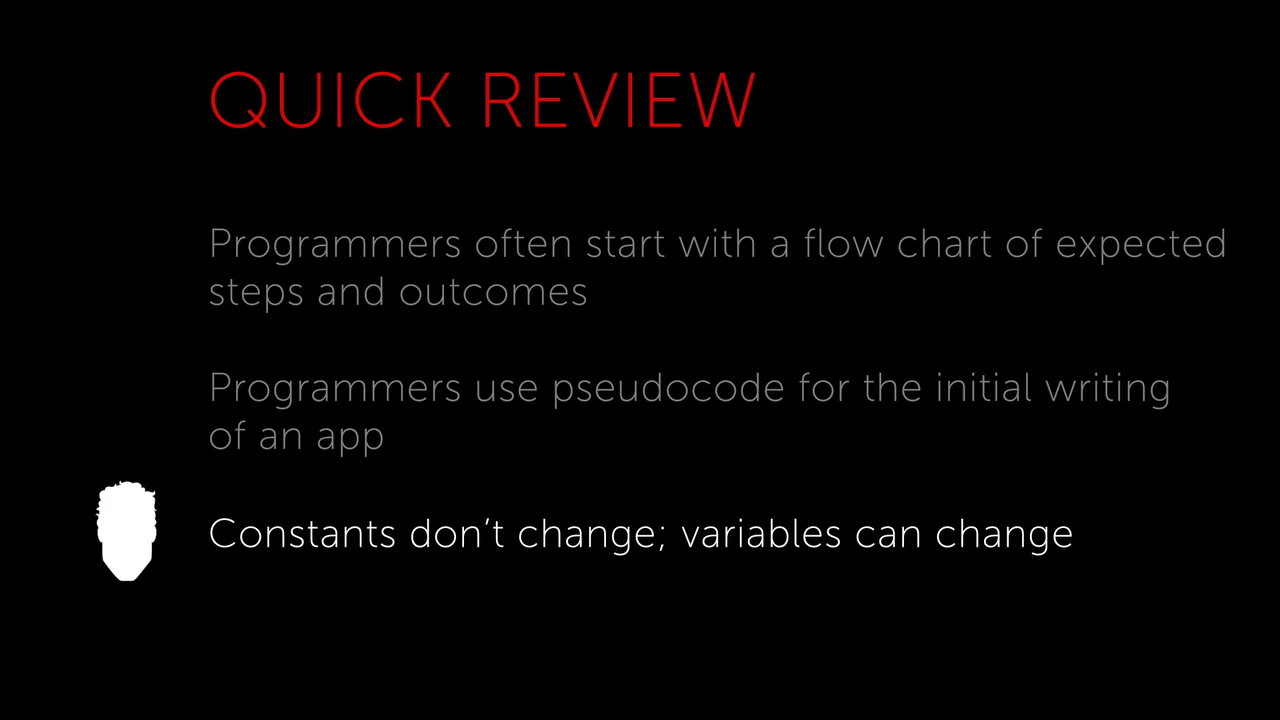 QUICK REVIEW
Programmers often start with a flow chart of expected
steps and outcomes
Programmers use pseudocode for the initial writing
of an app
Constants don’t change; variables can change